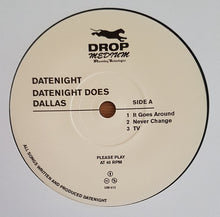 DROP
MEDIUM
DATENIGHT
DATENIGHT DOES
DALLAS
SIDE A
1 It Goes Around
2 Never Change
3 TV
PLEASE PLAY
AT 45 RPM
ALL SONGS WRITTEN AND PRODUCED DATENIGHT